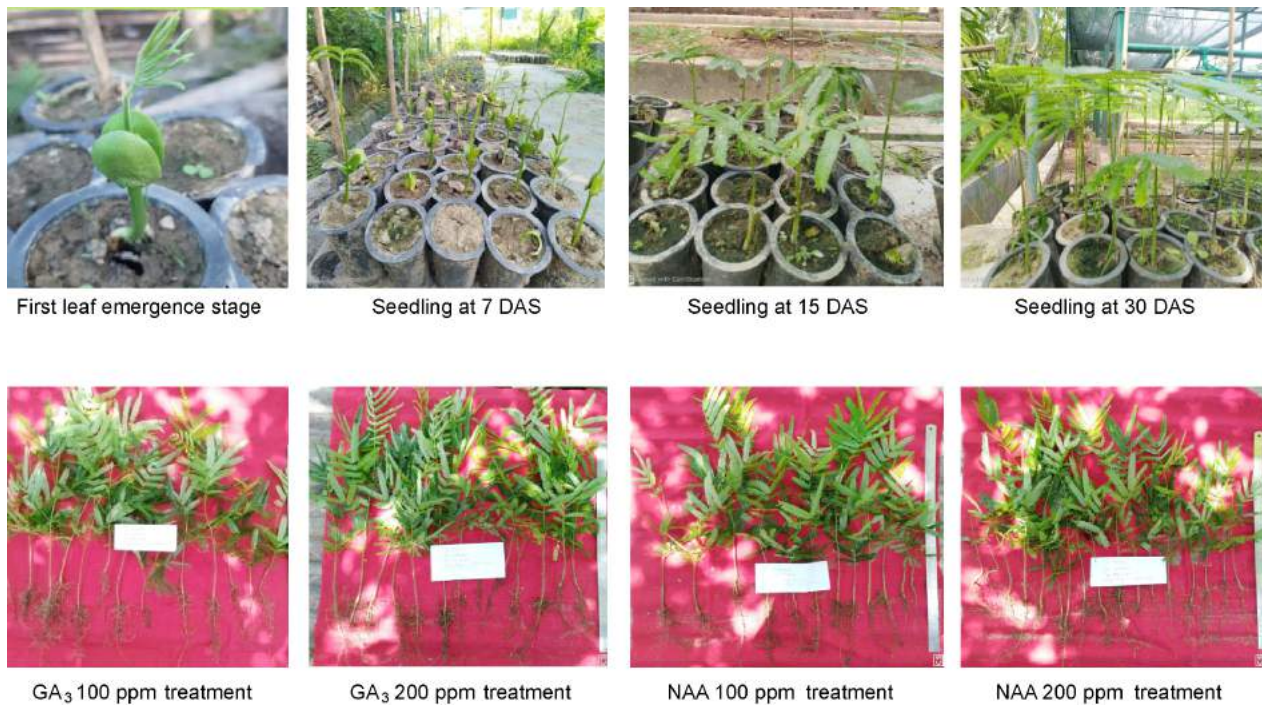 First leaf emergence stage
Seedling at 7 DAS
Seedling at 15 DAS
Seedling at 30 DAS
GA₃ 100 ppm treatment
GA₃ 200 ppm treatment
NAA 100 ppm treatment
NAA 200 ppm treatment